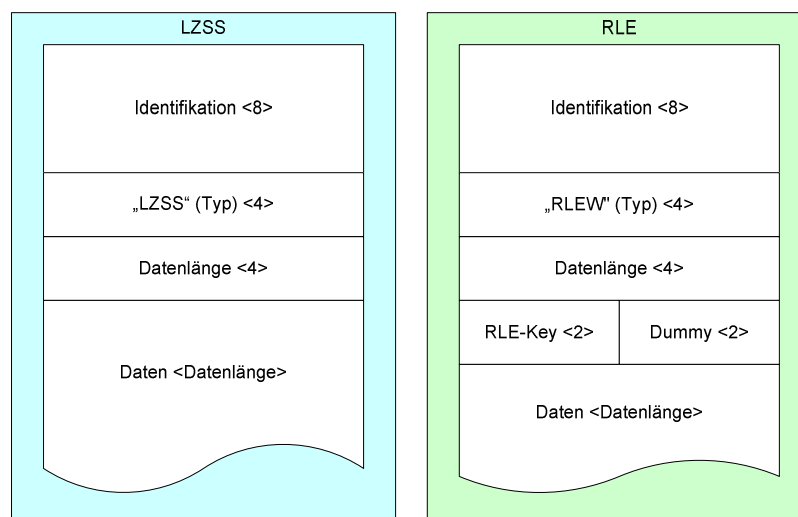 LZSS
Identifikation <8>
„LZSS“ (Typ) <4>
Datenlänge <4>
Daten <Datenlänge>
RLE
Identifikation <8>
„RLEW" (Typ) <4>
Datenlänge <4>
RLE-Key <2>
Dummy <2>
Daten <Datenlänge>